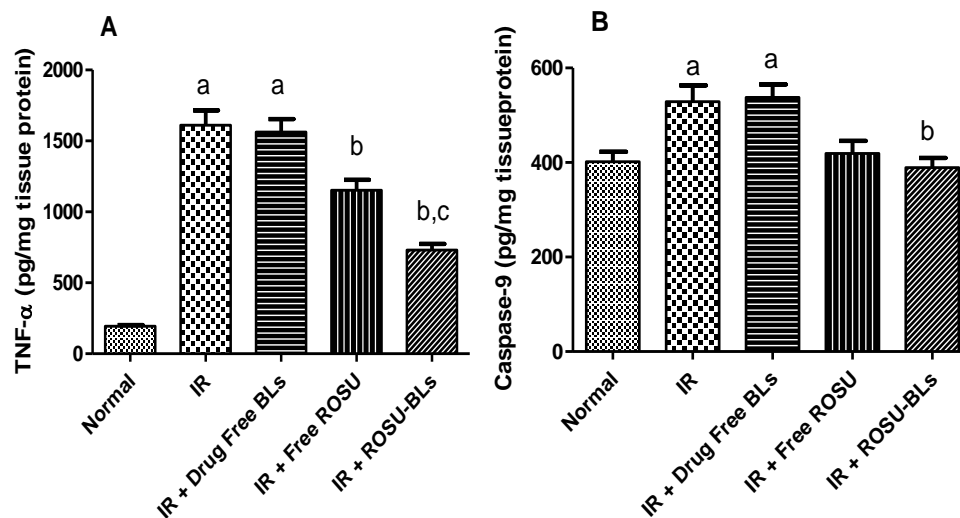 A
TNF-α (pg/mg tissue protein)
2000
1500
1000
500
0
a
a
b
b,c
Normal
IR
IR + Drug Free BLs
IR + Free ROSU
IR + ROSU-BLs
B
Caspase-9 (pg/mg tissueprotein)
600
400
200
0
a
a
b
Normal
IR
IR + Drug Free BLs
IR + Free ROSU
IR + ROSU-BLs